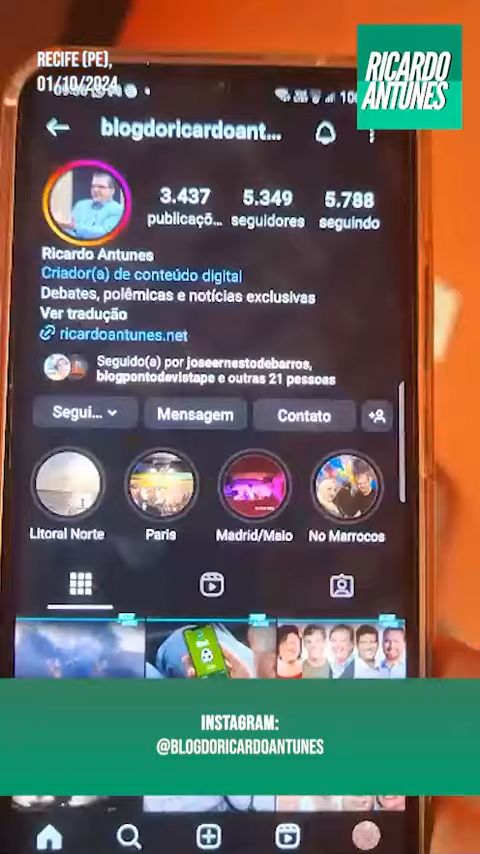 RECIFE (PE),
01/10/2024
RICARDO
ANTUNES
blogdoricardoant...
3.437
5.349
5.788
publicaçõ...
seguidores
seguindo
Ricardo Antunes
Criador(a) de conteúdo digital
Debates, polêmicas e notícias exclusivas
Ver tradução
ricardoantunes.net
Seguido(a) por joseernestodebarros,
blogpontodevistape e outras 21 pessoas
Segui...
Mensagem
Contato
Litoral Norte
Paris
Madrid/Maio
No Marrocos
INSTAGRAM:
@BLOGDORICARDOANTUNES